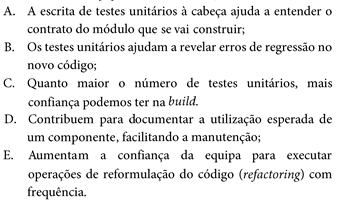 A. A escrita de testes unitários à cabeça ajuda a entender o
contrato do módulo que se vai construir;
B. Os testes unitários ajudam a revelar erros de regressão no
novo código;
C. Quanto maior o número de testes unitários, mais
confiança podemos ter na build.
D. Contribuem para documentar a utilização esperada de
um componente, facilitando a manutenção;
E. Aumentam a confiança da equipa para executar
operações de reformulação do código (refactoring) com
frequência.